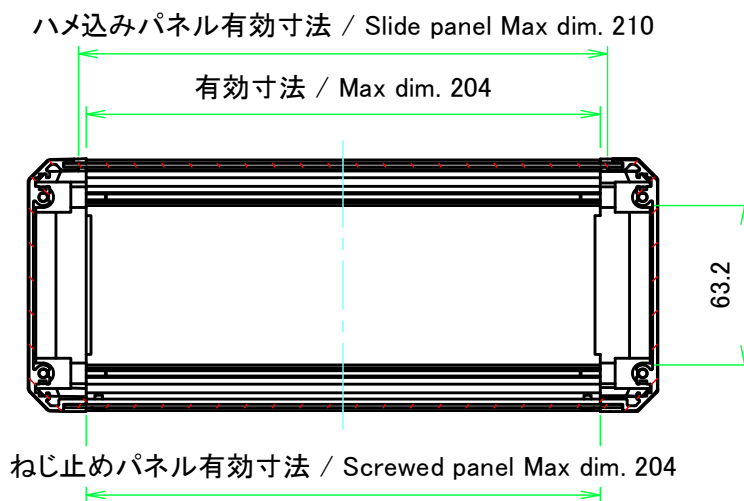 ハメ込みパネル有効寸法 / Slide panel Max dim. 210
有効寸法 / Max dim. 204
63.2
ねじ止めパネル有効寸法 / Screwed panel Max dim. 204